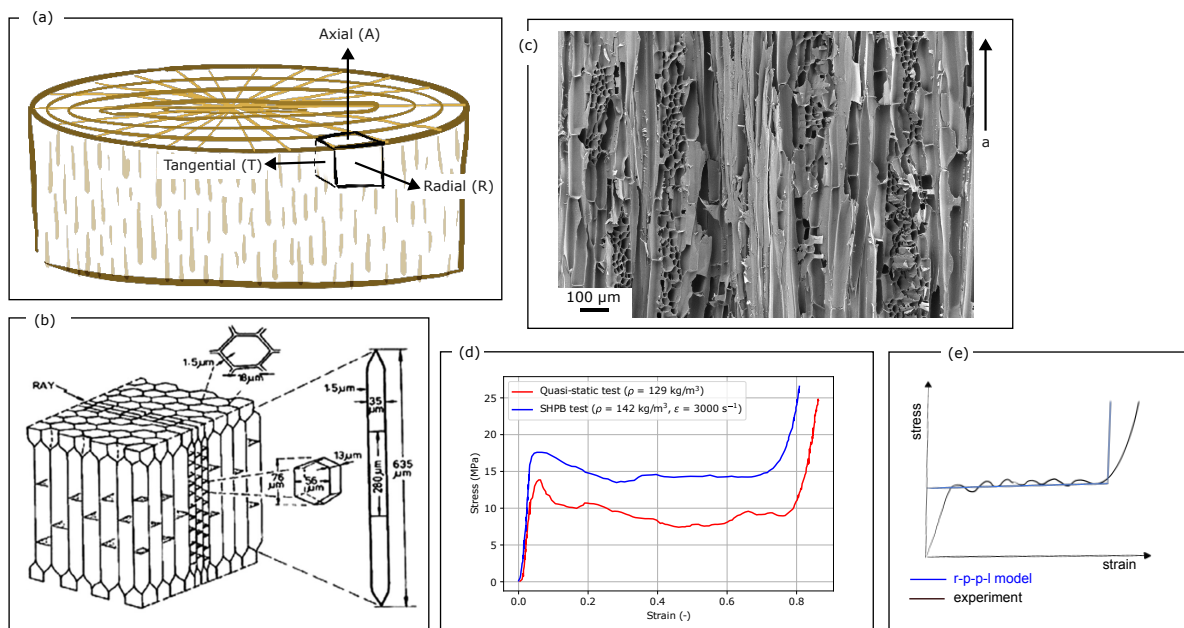 (a)
Axial (A)
Tangential (T)
Radial (R)
(b)
RAY
1.5μm
18μm
1.5μm
35
μm
280μm
635
μm
13μm
76
μm
56
μm
(c)
100 μm
a
(d)
Quasi-static test (ρ = 129 kg/m³)
SHPB test (ρ = 142 kg/m³, ε = 3000 s⁻¹)
Stress (MPa)
25
20
15
10
5
0
0.0 0.2 0.4 0.6 0.8
Strain (-)
(e)
stress
strain
r-p-p-l model
experiment